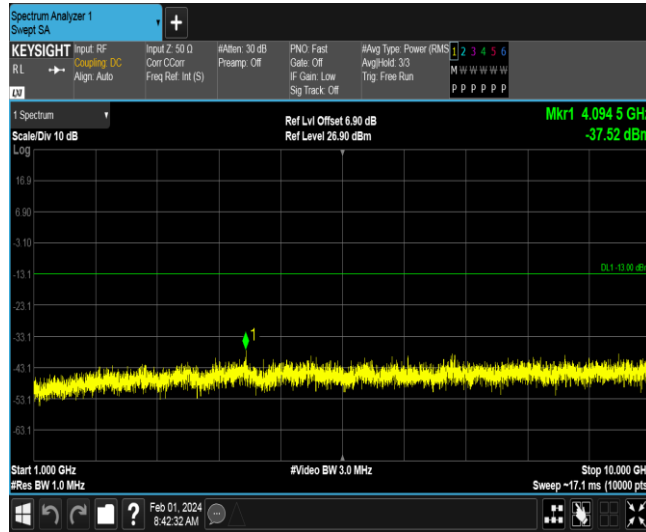 Spectrum Analyzer 1
Swept SA
+
KEYSIGHT Input: RF Input Z: 50 Ω #Atten: 30 dB PNO: Fast #Avg Type: Power (RMS 1 2 3 4 5 6
RL Coupling: DC Corr CCorr Preamp: Off Gate: Off Avg|Hold: 3/3 M W W W W W
Align: Auto Freq Ref: Int (S) IF Gain: Low Trig: Free Run
LXI Sig Track: Off P P P P P P
1 Spectrum Ref Lvl Offset 6.90 dB Mkr1 4.094 5 GHz
Scale/Div 10 dB Ref Level 26.90 dBm -37.52 dBm
Log
16.9
6.90
-3.10
-13.1 DL1 -13.00 dBm
-23.1
-33.1 1
-43.1
-53.1
-63.1
Start 1.000 GHz #Video BW 3.0 MHz Stop 10.000 GHz
#Res BW 1.0 MHz Sweep ~17.1 ms (10000 pts
? Feb 01, 2024
8:42:32 AM